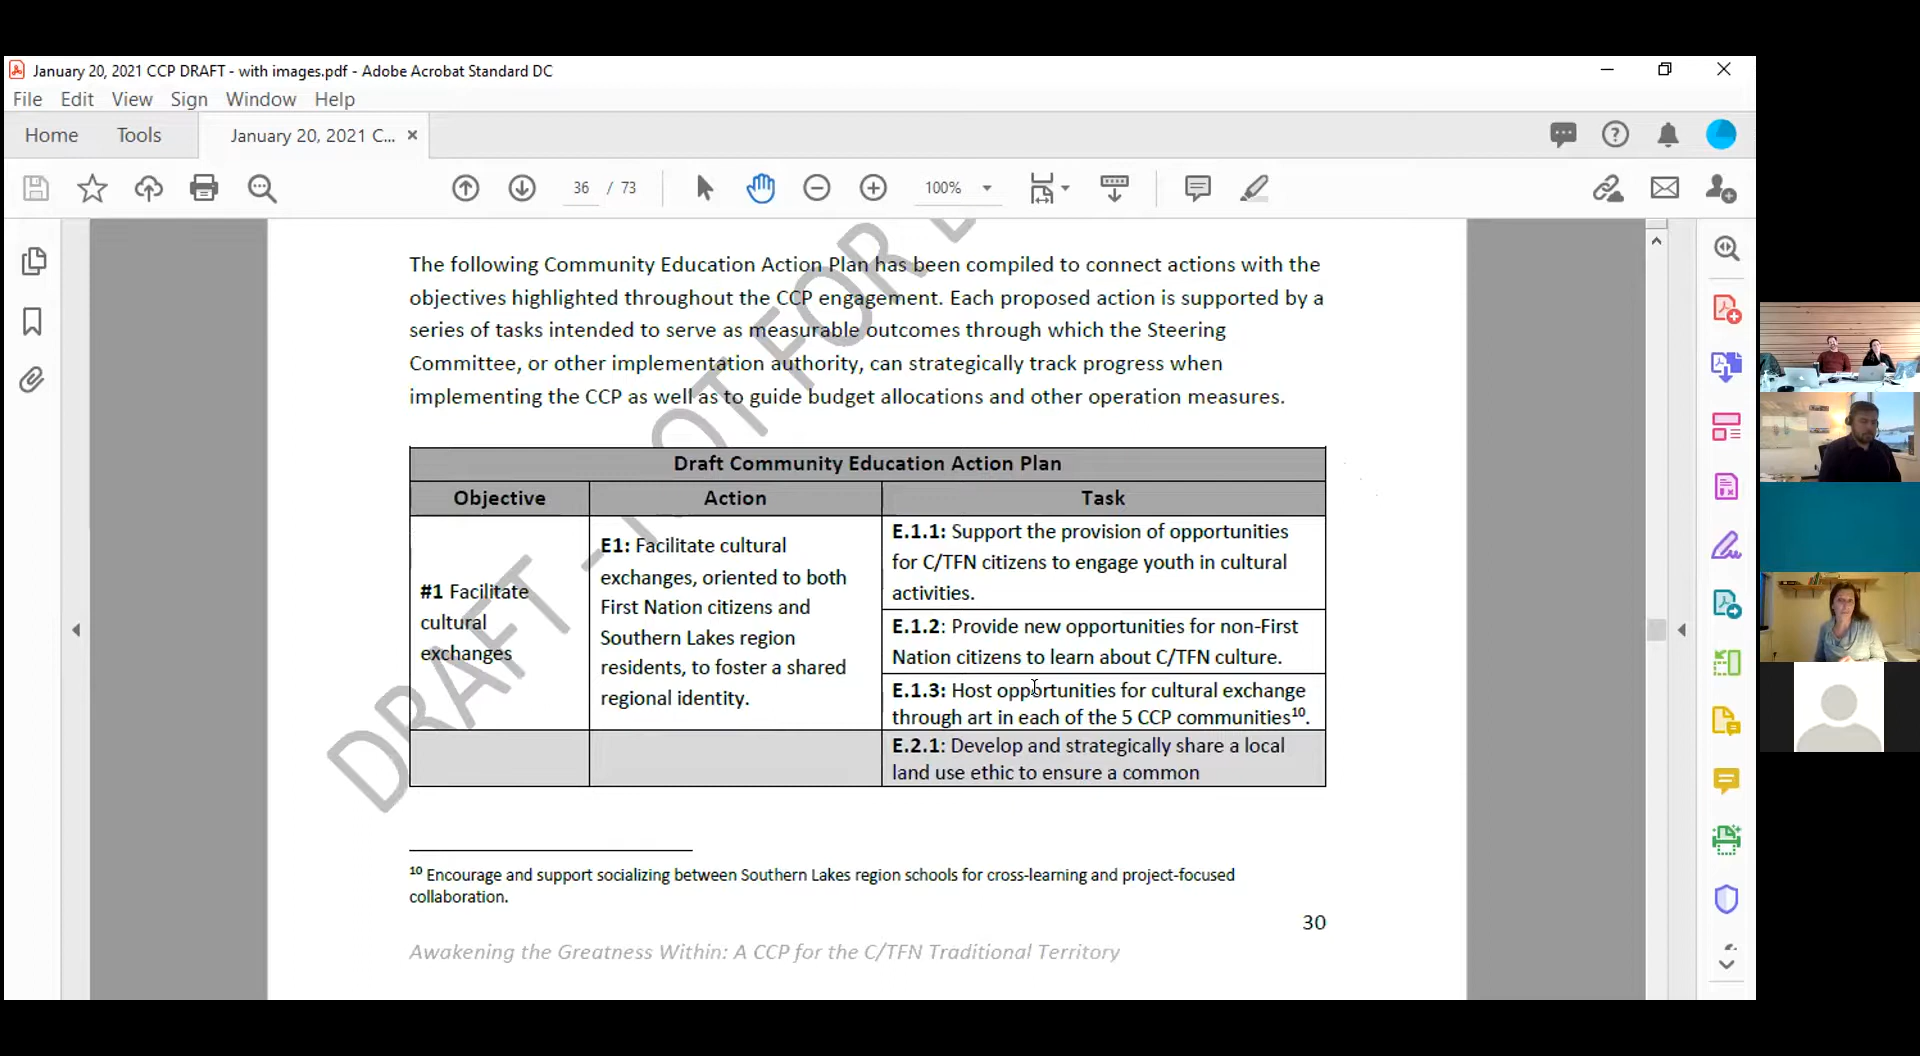 January 20, 2021 CCP DRAFT - with images.pdf - Adobe Acrobat Standard DC
File Edit View Sign Window Help
Home Tools January 20, 2021 C...
36 / 73 100%
The following Community Education Action Plan has been compiled to connect actions with the
objectives highlighted throughout the CCP engagement. Each proposed action is supported by a
series of tasks intended to serve as measurable outcomes through which the Steering
Committee, or other implementation authority, can strategically track progress when
implementing the CCP as well as to guide budget allocations and other operation measures.
Draft Community Education Action Plan
Objective Action Task
#1 Facilitate
cultural
exchanges
E1: Facilitate cultural
exchanges, oriented to both
First Nation citizens and
Southern Lakes region
residents, to foster a shared
regional identity.
E.1.1: Support the provision of opportunities
for C/TFN citizens to engage youth in cultural
activities.
E.1.2: Provide new opportunities for non-First
Nation citizens to learn about C/TFN culture.
E.1.3: Host opportunities for cultural exchange
through art in each of the 5 CCP communities¹⁰.
E.2.1: Develop and strategically share a local
land use ethic to ensure a common
¹⁰ Encourage and support socializing between Southern Lakes region schools for cross-learning and project-focused
collaboration.
30
Awakening the Greatness Within: A CCP for the C/TFN Traditional Territory
DRAFT - NOT FOR